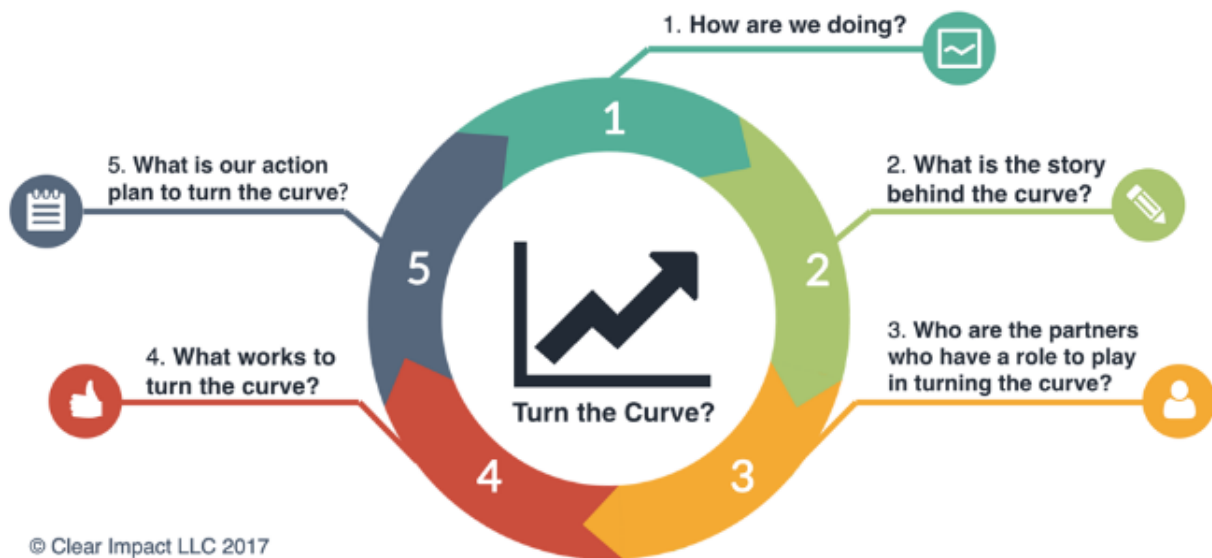 1. How are we doing?
1
2. What is the story
behind the curve?
2
3. Who are the partners
who have a role to play
in turning the curve?
3
4. What works to
turn the curve?
4
5. What is our action
plan to turn the curve?
5
Turn the Curve?
© Clear Impact LLC 2017